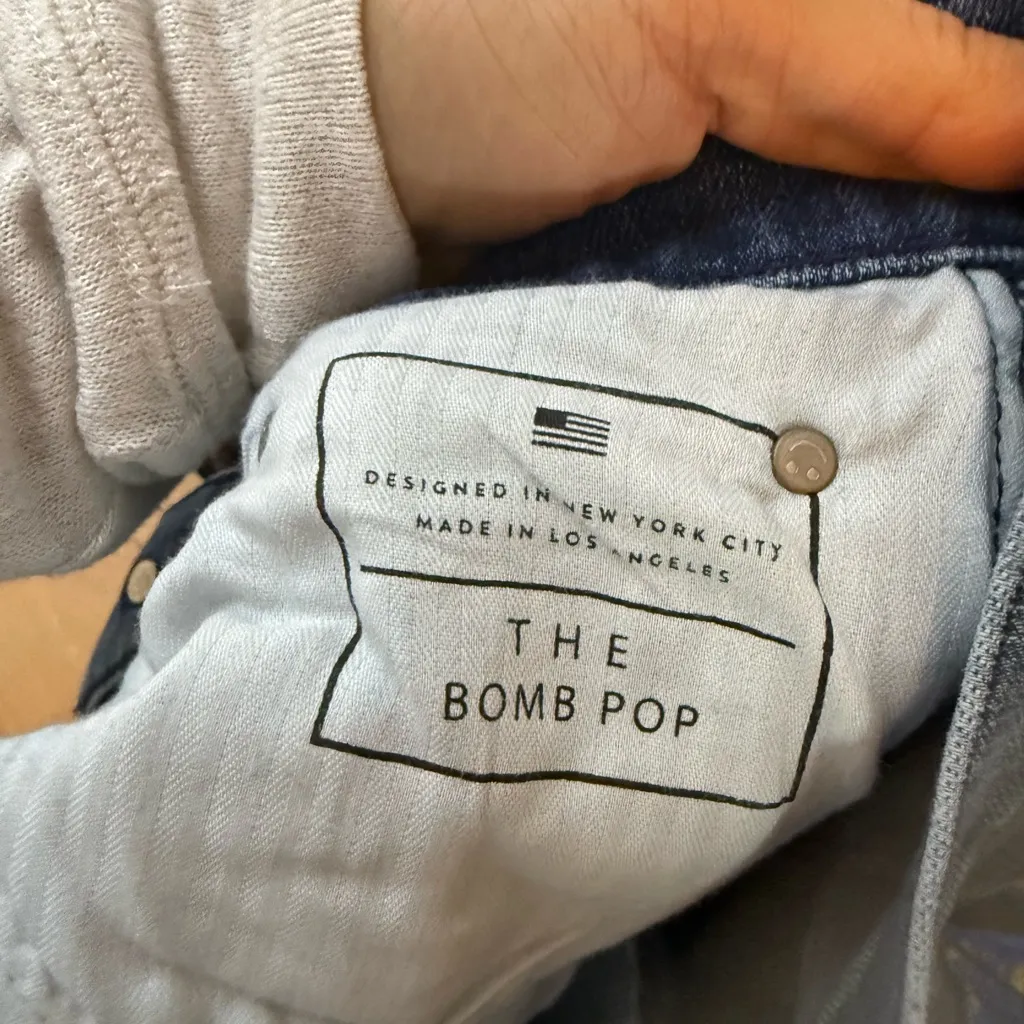 DESIGNED IN NEW YORK CITY
MADE IN LOS ANGELES
THE
BOMB POP